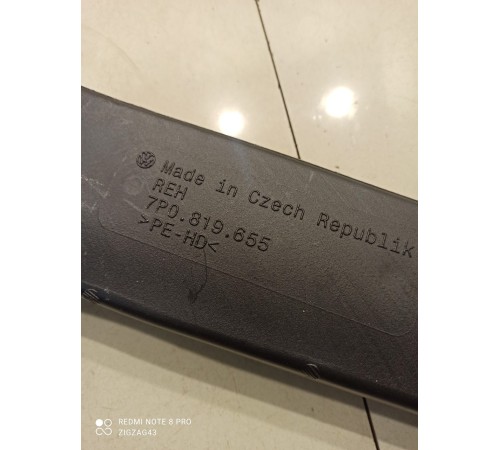 Made in Czech Republik
REH
7P0.819.655
>PE-HD<
REDMI NOTE 8 PRO
ZIGZAG43